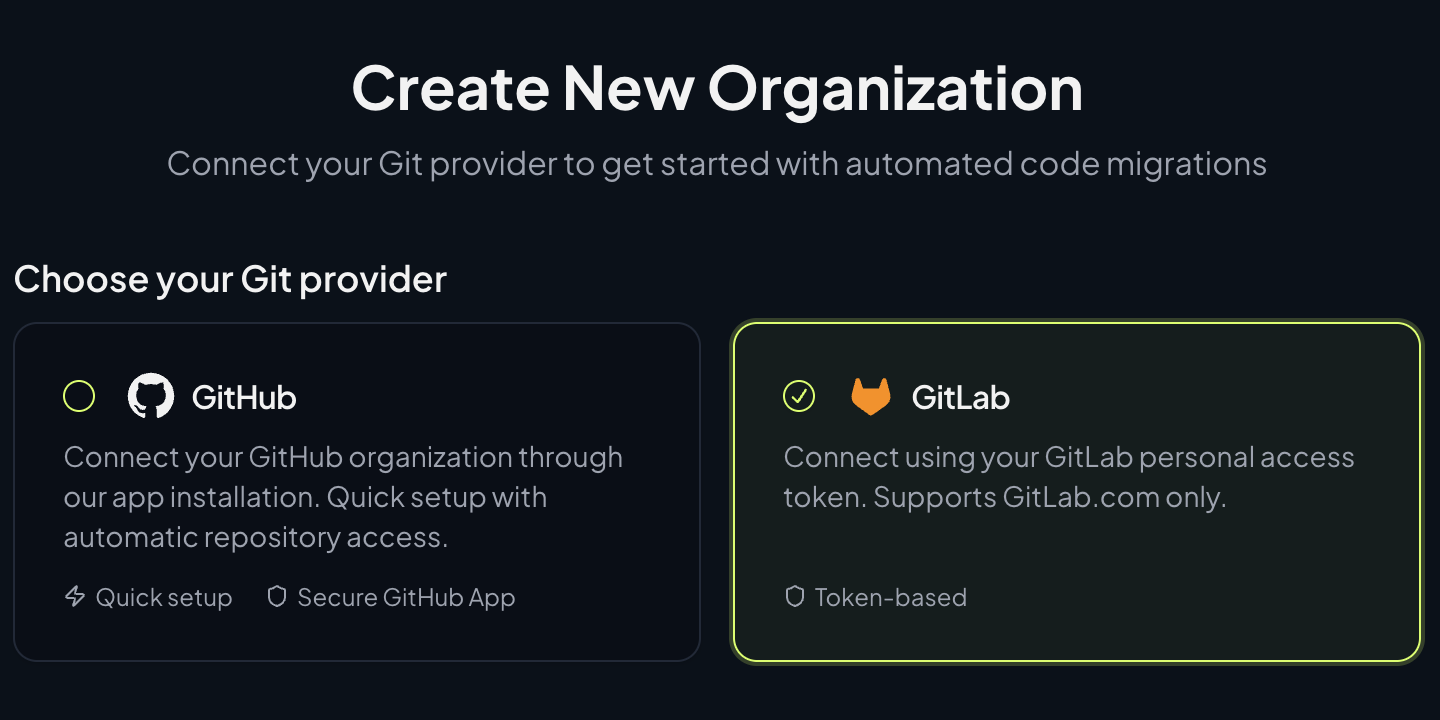 Create New Organization
Connect your Git provider to get started with automated code migrations
Choose your Git provider
GitHub
Connect your GitHub organization through
our app installation. Quick setup with
automatic repository access.
Quick setup
Secure GitHub App
GitLab
Connect using your GitLab personal access
token. Supports GitLab.com only.
Token-based